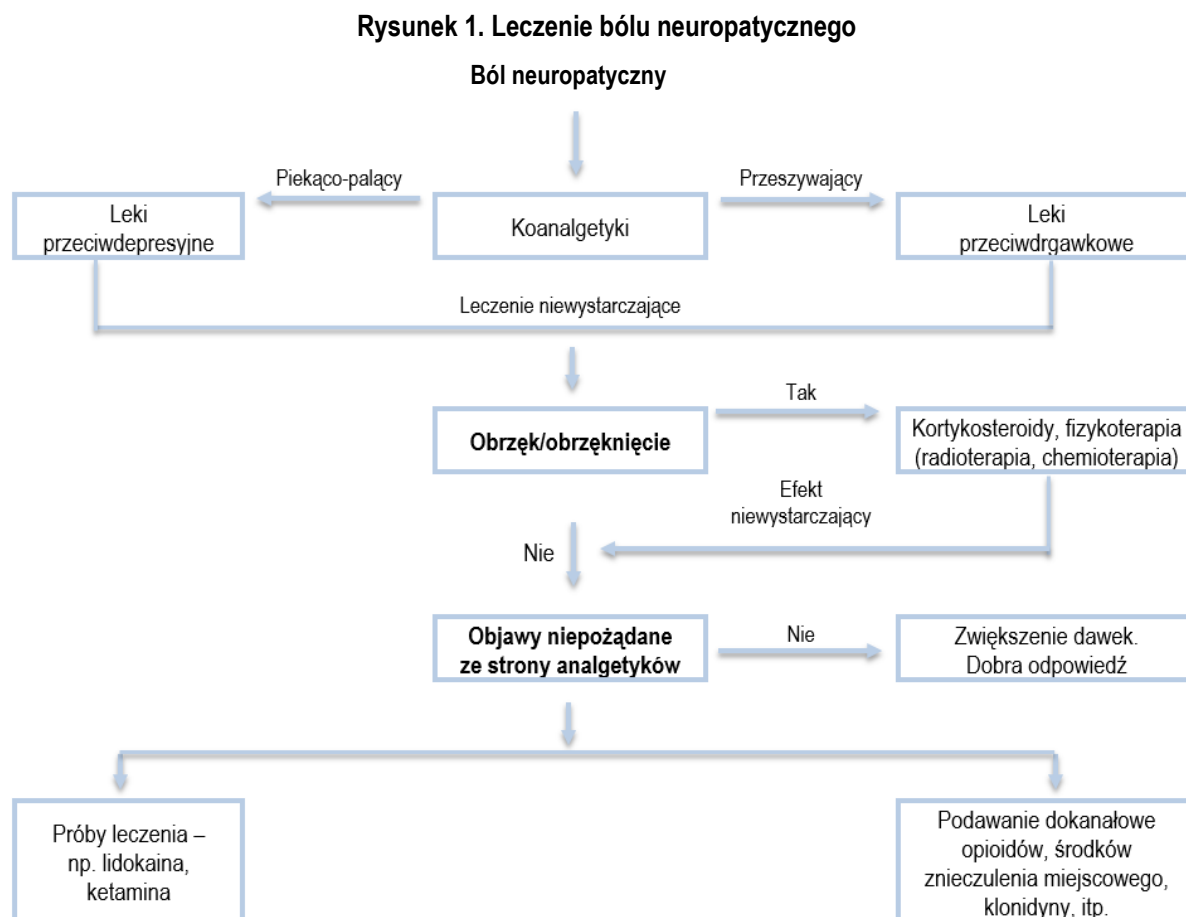 Rysunek 1. Leczenie bólu neuropatycznego
Ból neuropatyczny
Piekąco-palący
Przeszywający
Leki
przeciwdepresyjne
Koanalgetyki
Leki
przeciwdrgawkowe
Leczenie niewystarczające
Tak
Obrzęk/obrzęknięcie
Kortykosteroidy, fizykoterapia
(radioterapia, chemioterapia)
Efekt
niewystarczający
Nie
Objawy niepożądane
ze strony analgetyków
Nie
Zwiększenie dawek.
Dobra odpowiedź
Próby leczenia –
np. lidokaina,
ketamina
Podawanie dokanałowe
opioidów, środków
znieczulenia miejscowego,
klonidyny, itp.